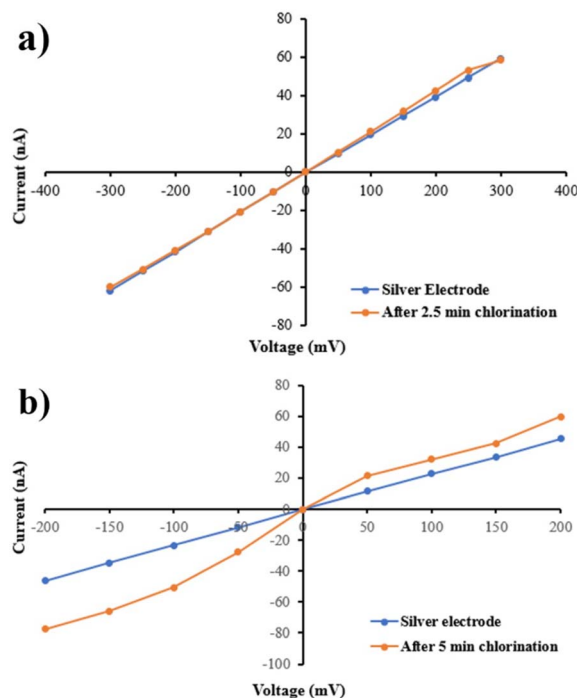 a)
80
60
40
20
0
-20
-40
-60
-80
-400 -300 -200 -100 0 100 200 300 400
Current (nA)
Silver Electrode
After 2.5 min chlorination
Voltage (mV)
b)
80
60
40
20
0
-20
-40
-60
-80
-100
-200 -150 -100 -50 0 50 100 150 200
Current (nA)
Silver electrode
After 5 min chlorination
Voltage (mV)